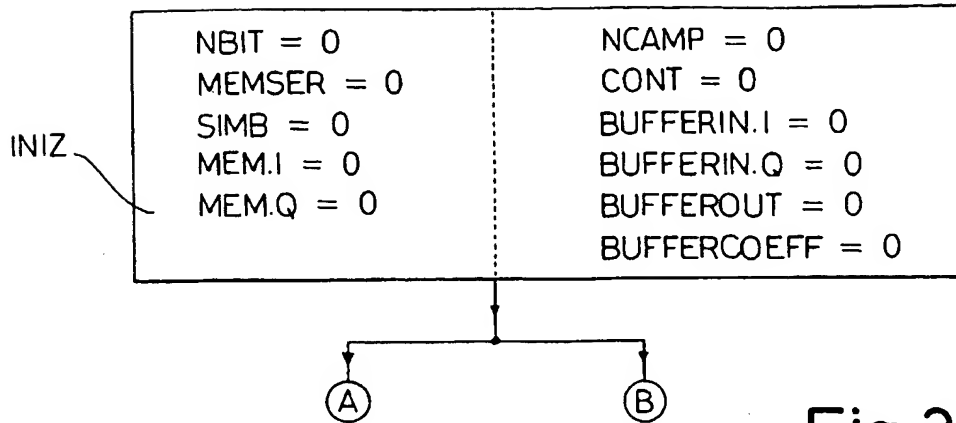 NBIT = 0
MEMSER = 0
SIMB = 0
MEM.I = 0
MEM.Q = 0
NCAMP = 0
CONT = 0
BUFFERIN.I = 0
BUFFERIN.Q = 0
BUFFEROUT = 0
BUFFERCOEFF = 0
INIZ
A
B